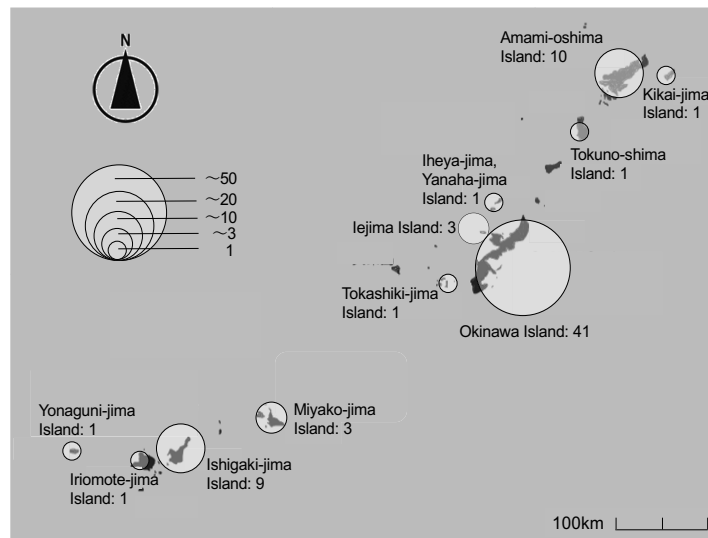 N
Amami-oshima
Island: 10
Kikai-jima
Island: 1
Tokuno-shima
Island: 1
Iheya-jima,
Yanaha-jima
Island: 1
Iejima Island: 3
Tokashiki-jima
Island: 1
Okinawa Island: 41
~50
~20
~10
~3
1
Yonaguni-jima
Island: 1
Miyako-jima
Island: 3
Iriomote-jima
Island: 1
Ishigaki-jima
Island: 9
100km